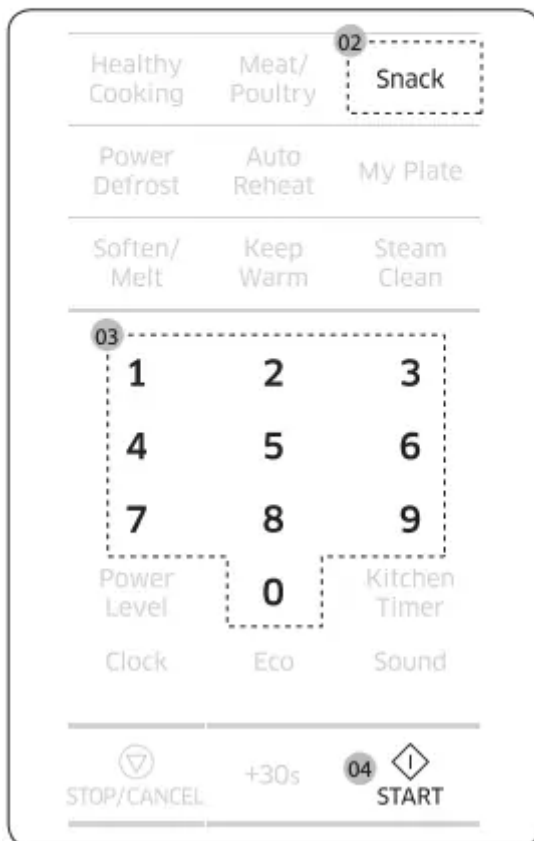 02
Healthy Cooking
Meat/ Poultry
Snack
Power Defrost
Auto Reheat
My Plate
Soften/ Melt
Keep Warm
Steam Clean
03
1 2 3
4 5 6
7 8 9
Power Level
0
Kitchen Timer
Clock Eco Sound
STOP/CANCEL
+30s
04
START